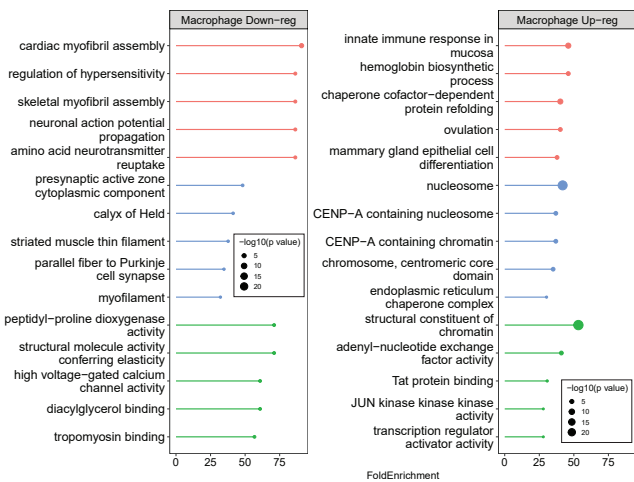 Macrophage Down−reg
cardiac myofibril assembly
regulation of hypersensitivity
skeletal myofibril assembly
neuronal action potential
propagation
amino acid neurotransmitter
reuptake
presynaptic active zone
cytoplasmic component
calyx of Held
striated muscle thin filament
parallel fiber to Purkinje
cell synapse
myofilament
peptidyl−proline dioxygenase
activity
structural molecule activity
conferring elasticity
high voltage−gated calcium
channel activity
diacylglycerol binding
tropomyosin binding
−log10(p value)
5
10
15
20
0
25
50
75
Macrophage Up−reg
innate immune response in
mucosa
hemoglobin biosynthetic
process
chaperone cofactor−dependent
protein refolding
ovulation
mammary gland epithelial cell
differentiation
nucleosome
CENP−A containing nucleosome
CENP−A containing chromatin
chromosome, centromeric core
domain
endoplasmic reticulum
chaperone complex
structural constituent of
chromatin
adenyl−nucleotide exchange
factor activity
Tat protein binding
JUN kinase kinase kinase
activity
transcription regulator
activator activity
−log10(p value)
5
10
15
20
0
25
50
75
FoldEnrichment